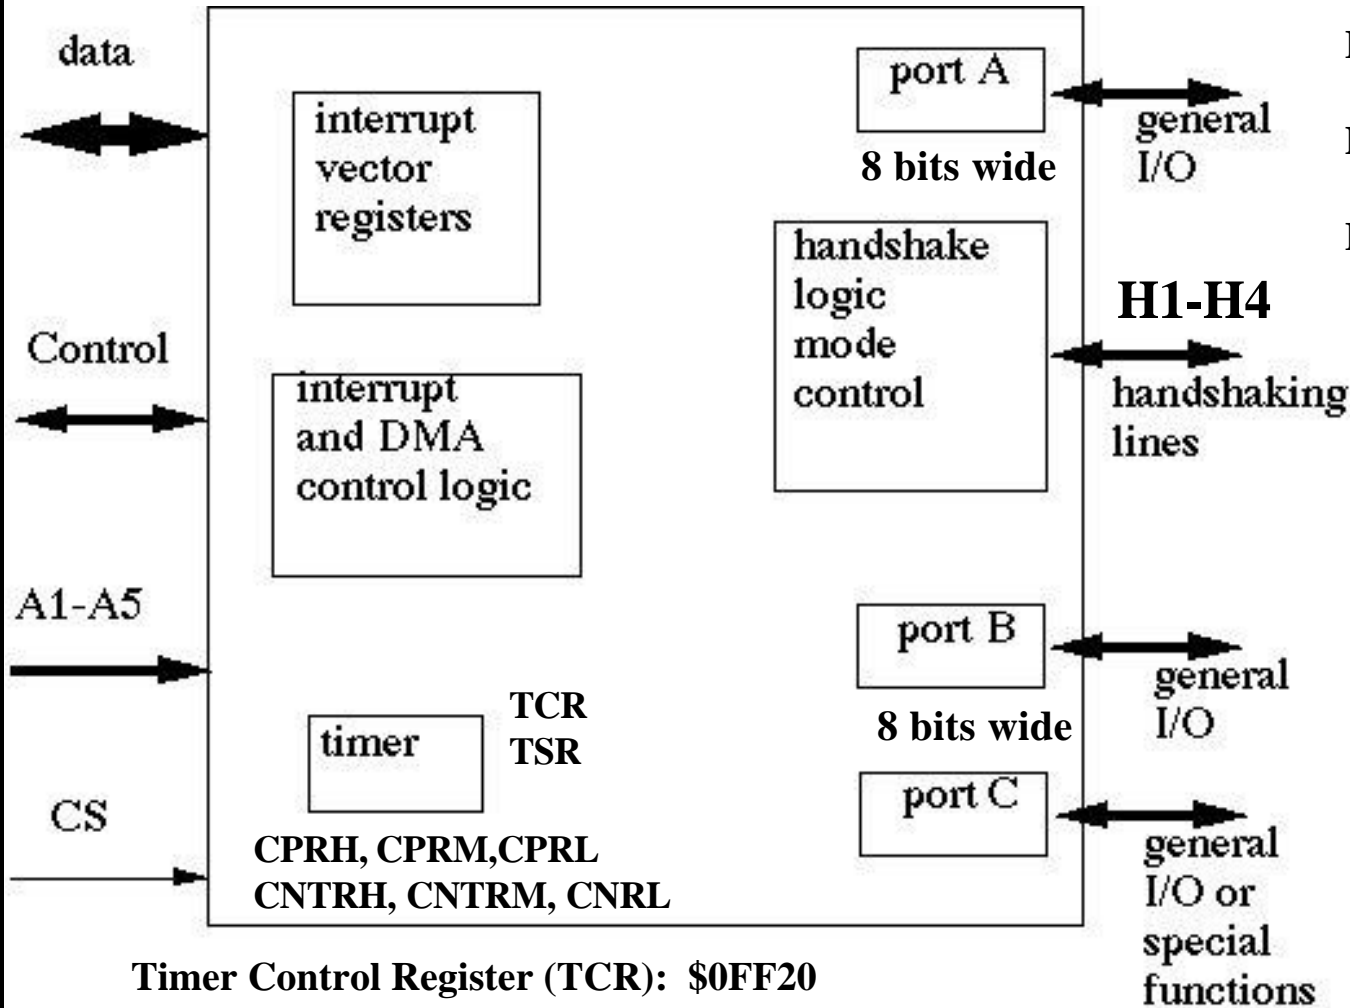 data
Control
A1-A5
CS
interrupt
vector
registers
interrupt
and DMA
control logic
timer
TCR
TSR
CPRH, CPRM,CPRL
CNTRH, CNTRM, CNRL
port A
8 bits wide
general
I/O
handshake
logic
mode
control
H1-H4
handshaking
lines
port B
8 bits wide
general
I/O
port C
general
I/O or
special
functions
Timer Control Register (TCR): $0FF20